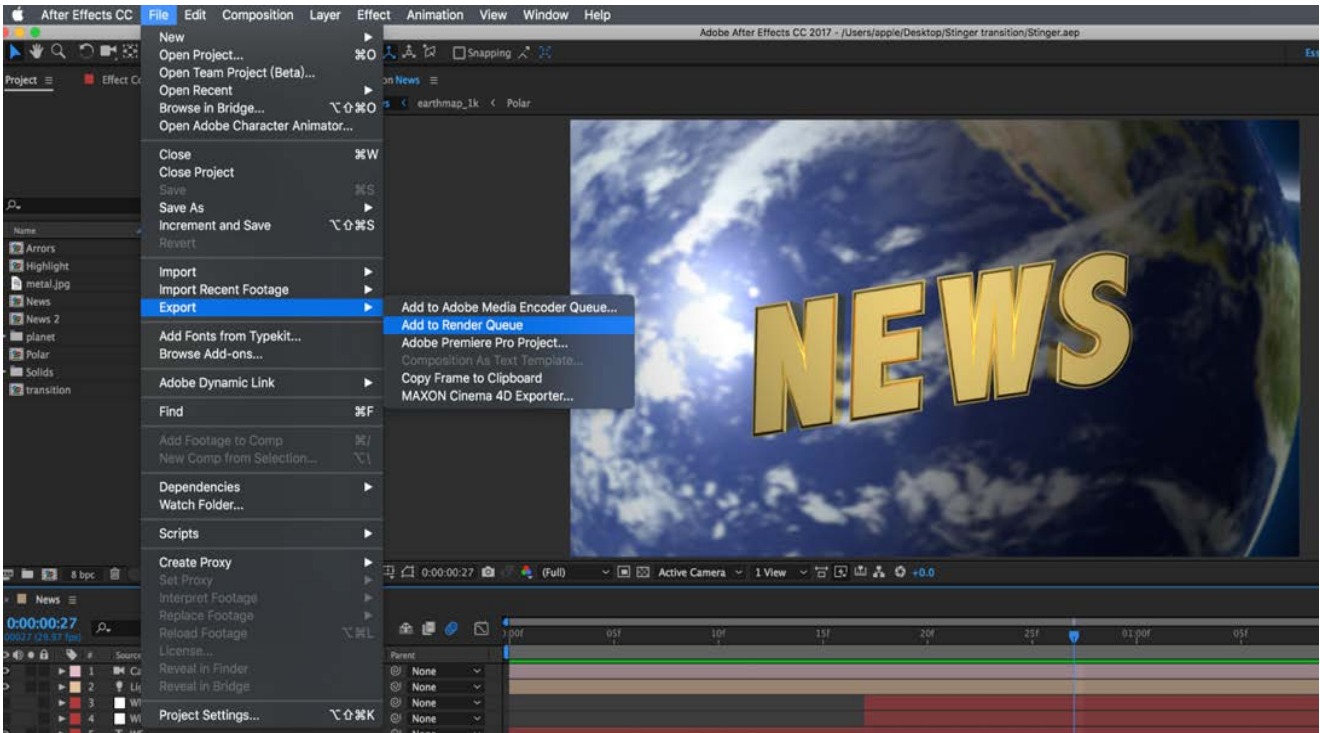 After Effects CC File Edit Composition Layer Effect Animation View Window Help
Adobe After Effects CC 2017 - /Users/apple/Desktop/Stinger transition/Stinger.aep
Snapping
Project
Effect
News
earthmap_1k < Polar
New
Open Project... ⌘O
Open Team Project (Beta)...
Open Recent
Browse in Bridge... ⌥⇧⌘O
Open Adobe Character Animator...
Close ⌘W
Close Project
Save ⌘S
Save As
Increment and Save ⌥⇧⌘S
Revert
Import
Import Recent Footage
Export
Add Fonts from Typekit...
Browse Add-ons...
Adobe Dynamic Link
Find ⌘F
Add Footage to Comp ⌘/
New Comp from Selection... ⌥\
Dependencies
Watch Folder...
Scripts
Create Proxy
Set Proxy
Interpret Footage
Replace Footage
Reload Footage ⌥⌘L
License...
Reveal in Finder
Reveal in Bridge
Project Settings... ⌥⇧⌘K
Add to Adobe Media Encoder Queue...
Add to Render Queue
Adobe Premiere Pro Project...
Composition As Text Template...
Copy Frame to Clipboard
MAXON Cinema 4D Exporter...
Name
Arrors
Highlight
metal.jpg
News
News 2
planet
Polar
Solids
transition
NEWS
8 bpc
0:00:00:27 (Full) Active Camera 1 View +0.0
News
0:00:00:27
00027 (29.97 fps)
05f 10f 15f 20f 25f 01:00f 05f
# Source
Parent
1 None
2 None
3 None
4 None